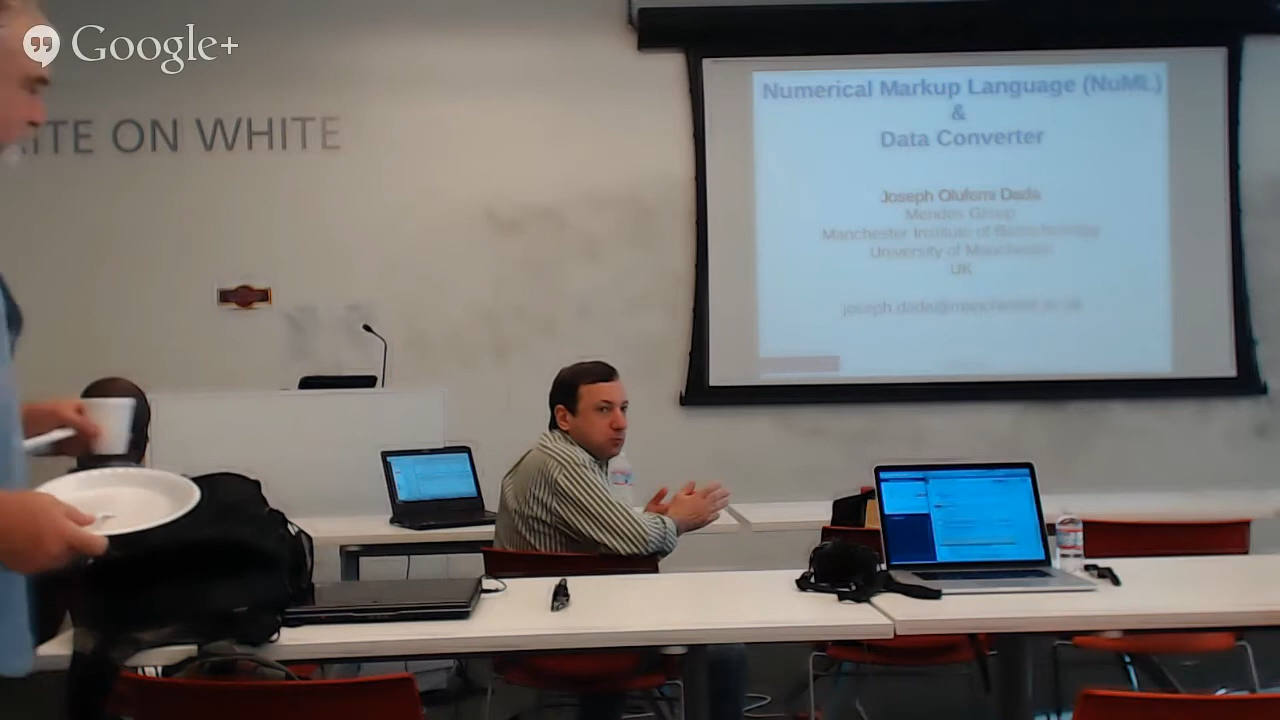 Google+
ITE ON WHITE
Numerical Markup Language (NuML)
&
Data Converter
Joseph Olufemi Dada
Mendes Group
Manchester Institute of Biotechnology
University of Manchester
UK
joseph.dada@manchester.ac.uk